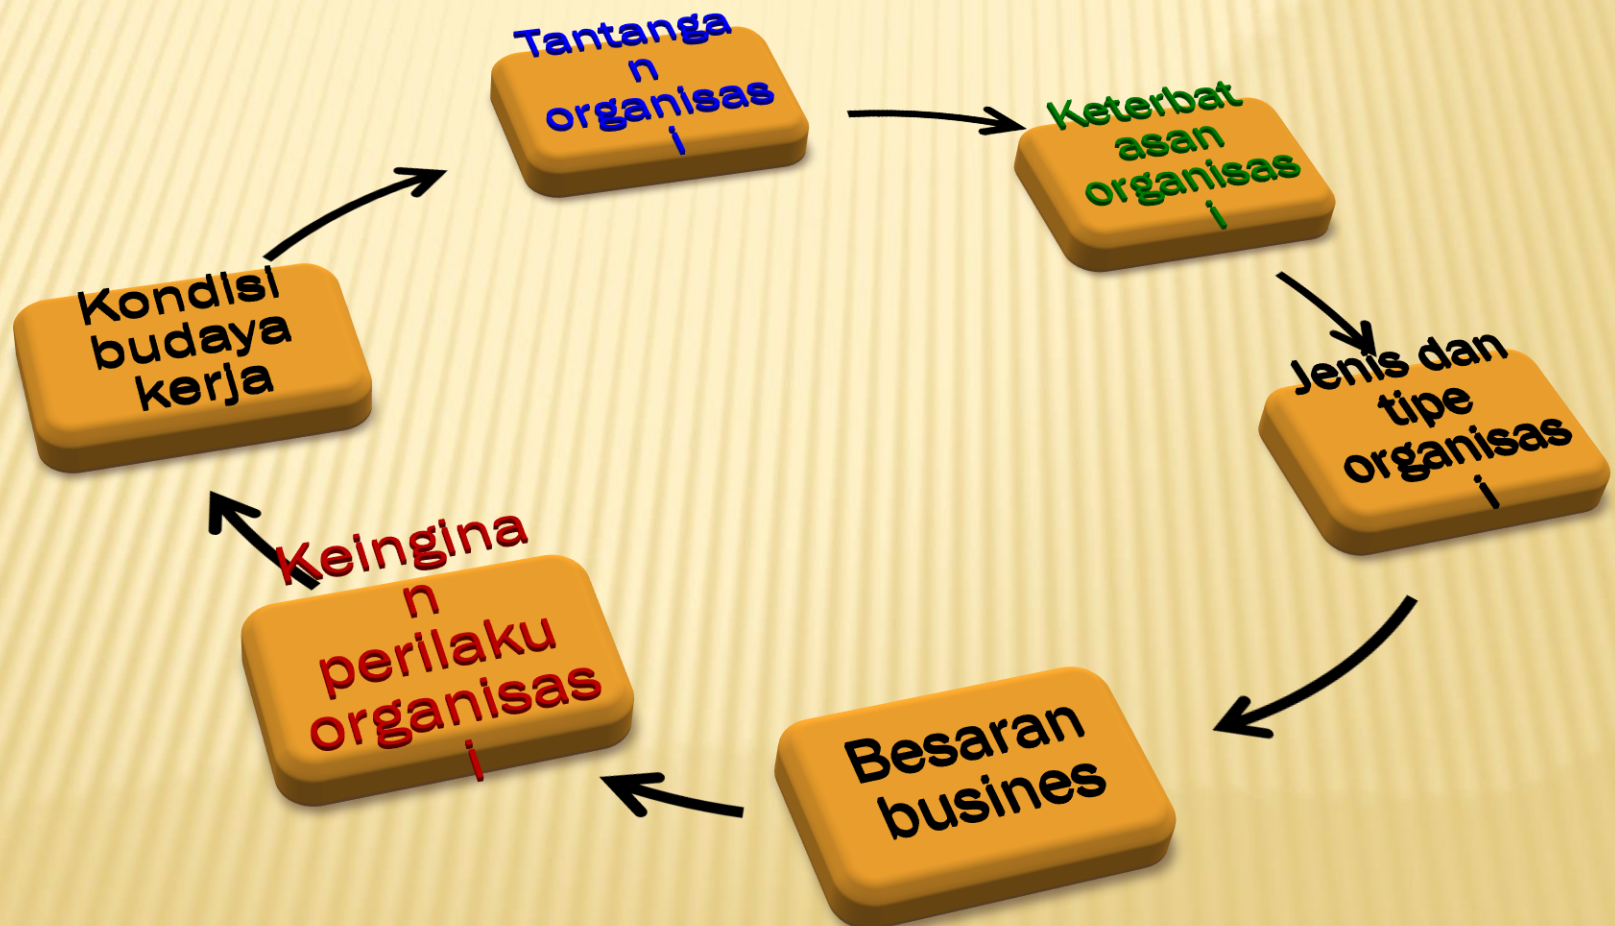 Tantanga
n
organisas
i
Keterbat
asan
organisas
i
Jenis dan
tipe
organisas
i
Besaran
busines
Keingina
n
perilaku
organisas
i
Kondisi
budaya
kerja